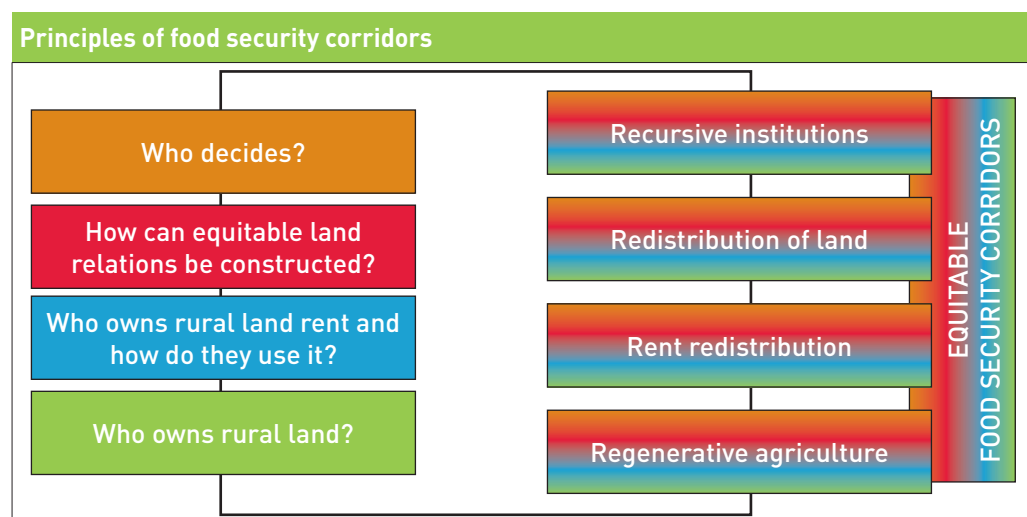 Principles of food security corridors
Who decides?
How can equitable land
relations be constructed?
Who owns rural land rent and
how do they use it?
Who owns rural land?
Recursive institutions
Redistribution of land
Rent redistribution
Regenerative agriculture
EQUITABLE
FOOD SECURITY CORRIDORS